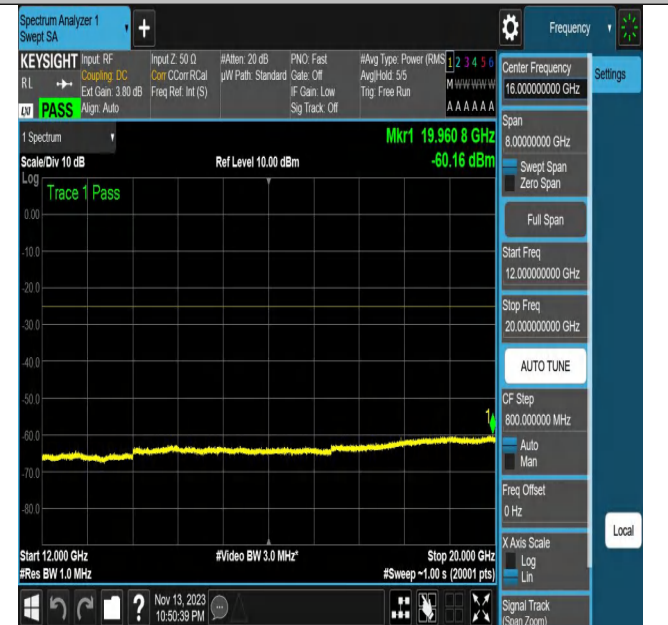 Spectrum Analyzer 1
Swept SA
+
Frequency
KEYSIGHT
RL
LXI
PASS
Input: RF
Coupling: DC
Ext Gain: 3.80 dB
Align: Auto
Input Z: 50 Ω
Corr CCorr RCal
Freq Ref: Int (S)
#Atten: 20 dB
µW Path: Standard
PNO: Fast
Gate: Off
IF Gain: Low
Sig Track: Off
#Avg Type: Power (RMS
Avg|Hold: 5/5
Trig: Free Run
1 2 3 4 5 6
M W W W W W
A A A A A A
1 Spectrum
Scale/Div 10 dB
Ref Level 10.00 dBm
Mkr1 19.960 8 GHz
-60.16 dBm
Log
Trace 1 Pass
0.00
-10.0
-20.0
-30.0
-40.0
-50.0
-60.0
-70.0
-80.0
1
Start 12.000 GHz
#Res BW 1.0 MHz
#Video BW 3.0 MHz*
Stop 20.000 GHz
#Sweep ~1.00 s (20001 pts)
?
Nov 13, 2023
10:50:39 PM
Center Frequency
16.000000000 GHz
Settings
Span
8.00000000 GHz
Swept Span
Zero Span
Full Span
Start Freq
12.000000000 GHz
Stop Freq
20.000000000 GHz
AUTO TUNE
CF Step
800.000000 MHz
Auto
Man
Freq Offset
0 Hz
X Axis Scale
Log
Lin
Local
Signal Track
(Span Zoom)